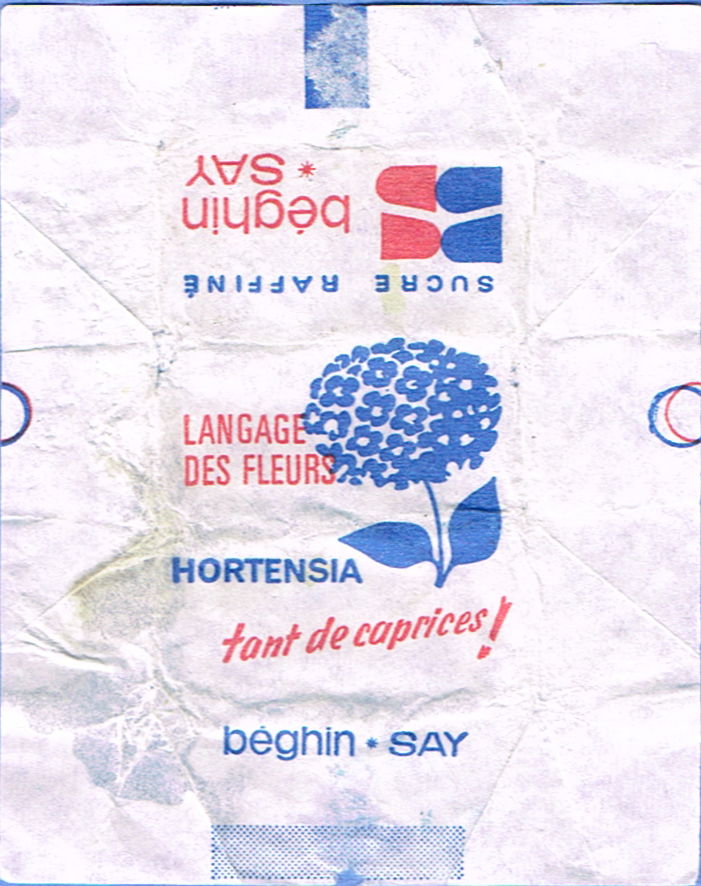 béghin
* SAY
SUCRE RAFFINÉ
LANGAGE
DES FLEURS
HORTENSIA
tant de caprices!
béghin * SAY